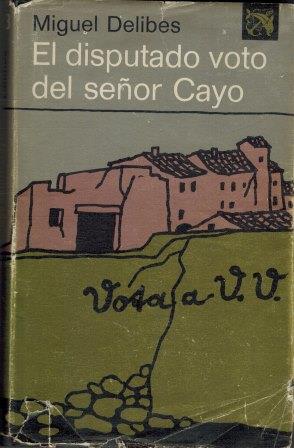 Miguel Delibes
El disputado voto
del señor Cayo
Vota a V. V.